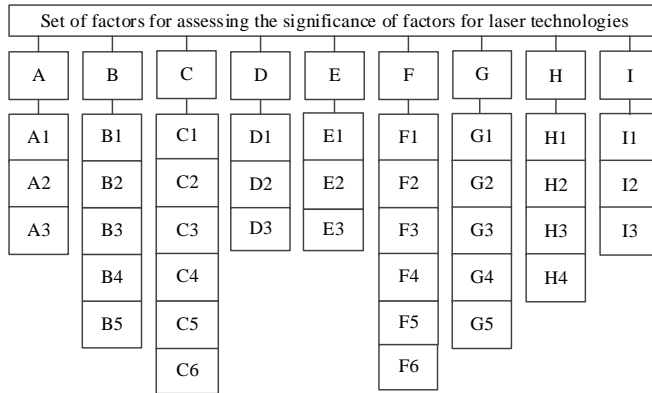 Set of factors for assessing the significance of factors for laser technologies
A B C D E F G H I
A1 B1 C1 D1 E1 F1 G1 H1 I1
A2 B2 C2 D2 E2 F2 G2 H2 I2
A3 B3 C3 D3 E3 F3 G3 H3 I3
B4 C4 F4 G4 H4
B5 C5 F5 G5
C6 F6